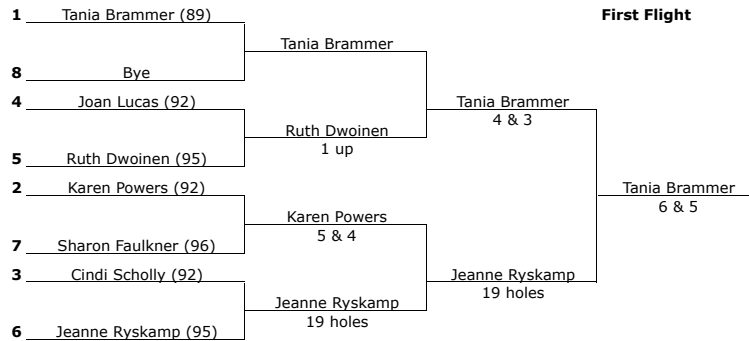 First Flight
1 Tania Brammer (89)
Tania Brammer
8 Bye
4 Joan Lucas (92)
Tania Brammer
4 & 3
Ruth Dwoinen
1 up
5 Ruth Dwoinen (95)
2 Karen Powers (92)
Tania Brammer
6 & 5
Karen Powers
5 & 4
7 Sharon Faulkner (96)
3 Cindi Scholly (92)
Jeanne Ryskamp
19 holes
Jeanne Ryskamp
19 holes
6 Jeanne Ryskamp (95)